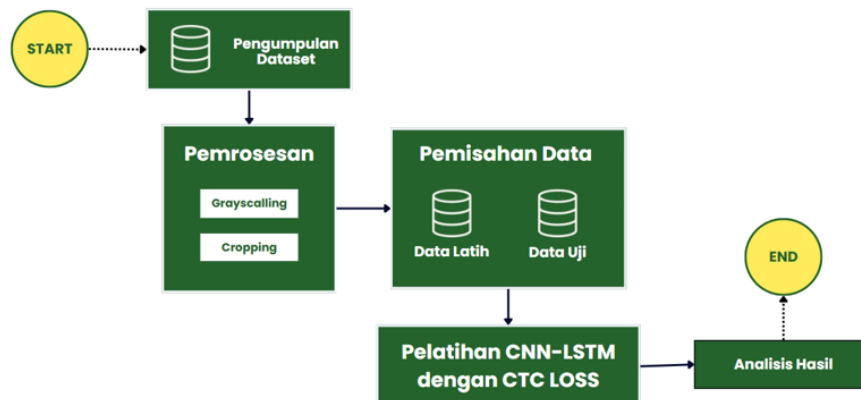 START
Pengumpulan
Dataset
Pemrosesan
Grayscalling
Cropping
Pemisahan Data
Data Latih
Data Uji
Pelatihan CNN-LSTM
dengan CTC LOSS
Analisis Hasil
END